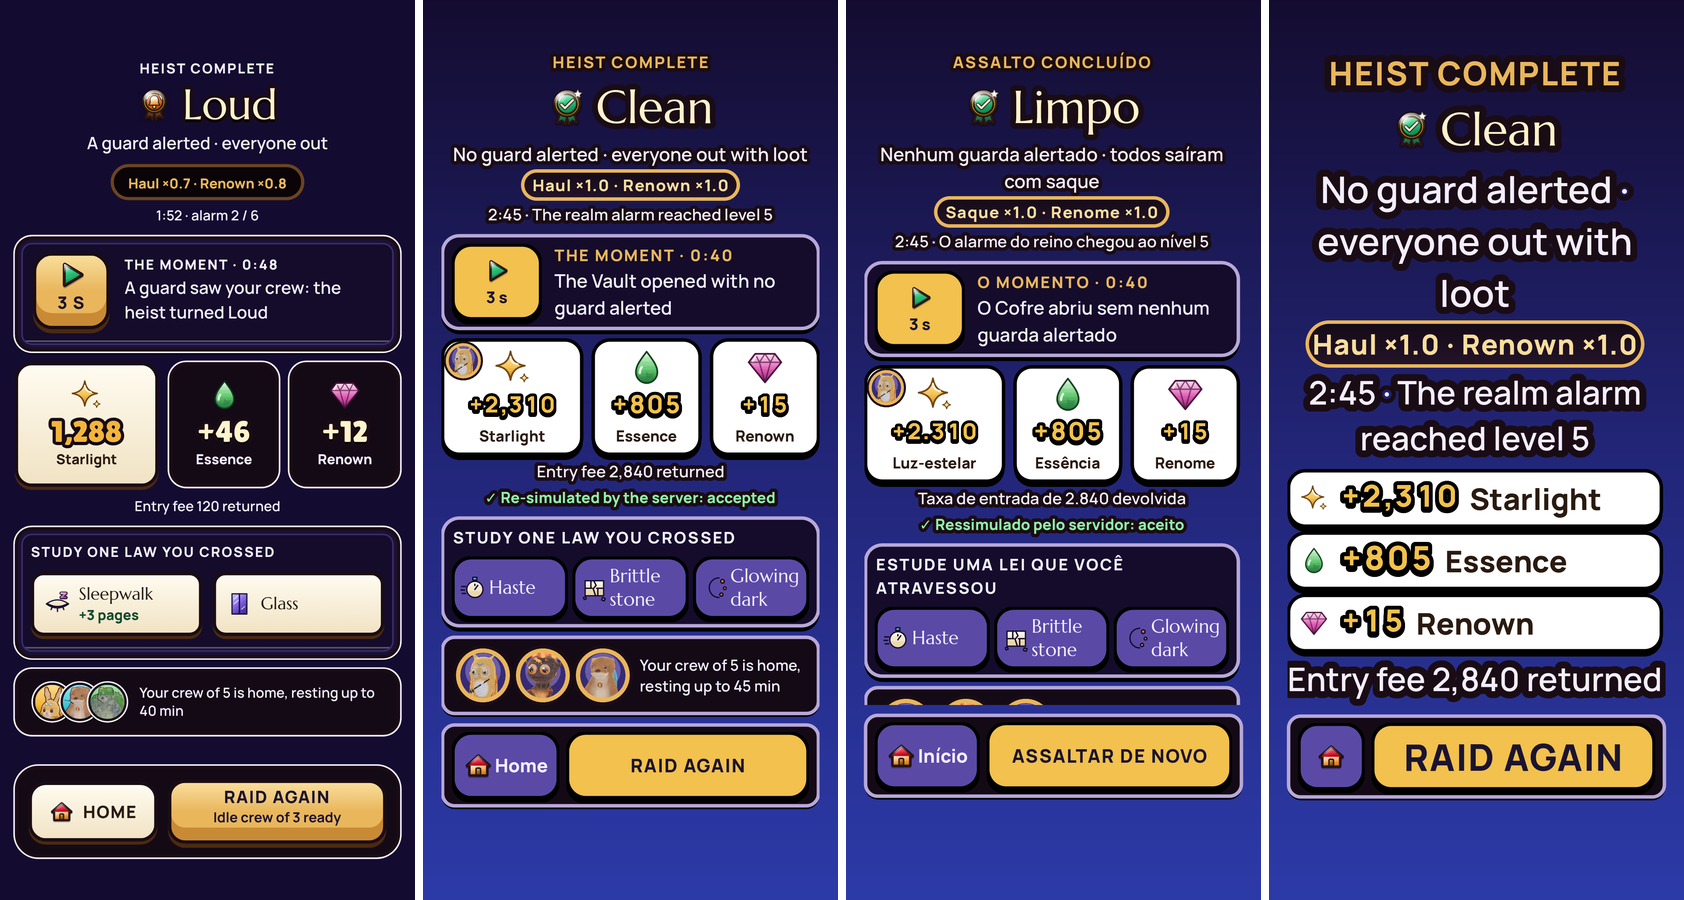 HEIST COMPLETE
Loud
A guard alerted · everyone out
Haul ×0.7 · Renown ×0.8
1:52 · alarm 2 / 6
THE MOMENT · 0:48
3 S
A guard saw your crew: the
heist turned Loud
1,288
Starlight
+46
Essence
+12
Renown
Entry fee 120 returned
STUDY ONE LAW YOU CROSSED
Sleepwalk
+3 pages
Glass
Your crew of 5 is home, resting up to
40 min
HOME
RAID AGAIN
Idle crew of 3 ready
HEIST COMPLETE
Clean
No guard alerted · everyone out with loot
Haul ×1.0 · Renown ×1.0
2:45 · The realm alarm reached level 5
THE MOMENT · 0:40
3 s
The Vault opened with no
guard alerted
+2,310
Starlight
+805
Essence
+15
Renown
Entry fee 2,840 returned
✓ Re-simulated by the server: accepted
STUDY ONE LAW YOU CROSSED
Haste
Brittle
stone
Glowing
dark
Your crew of 5 is home,
resting up to 45 min
Home
RAID AGAIN
ASSALTO CONCLUÍDO
Limpo
Nenhum guarda alertado · todos saíram
com saque
Saque ×1.0 · Renome ×1.0
2:45 · O alarme do reino chegou ao nível 5
O MOMENTO · 0:40
3 s
O Cofre abriu sem nenhum
guarda alertado
+2.310
Luz-estelar
+805
Essência
+15
Renome
Taxa de entrada de 2.840 devolvida
✓ Ressimulado pelo servidor: aceito
ESTUDE UMA LEI QUE VOCÊ
ATRAVESSOU
Haste
Brittle
stone
Glowing
dark
Início
ASSALTAR DE NOVO
HEIST COMPLETE
Clean
No guard alerted ·
everyone out with
loot
Haul ×1.0 · Renown ×1.0
2:45 · The realm alarm
reached level 5
+2,310 Starlight
+805 Essence
+15 Renown
Entry fee 2,840 returned
RAID AGAIN